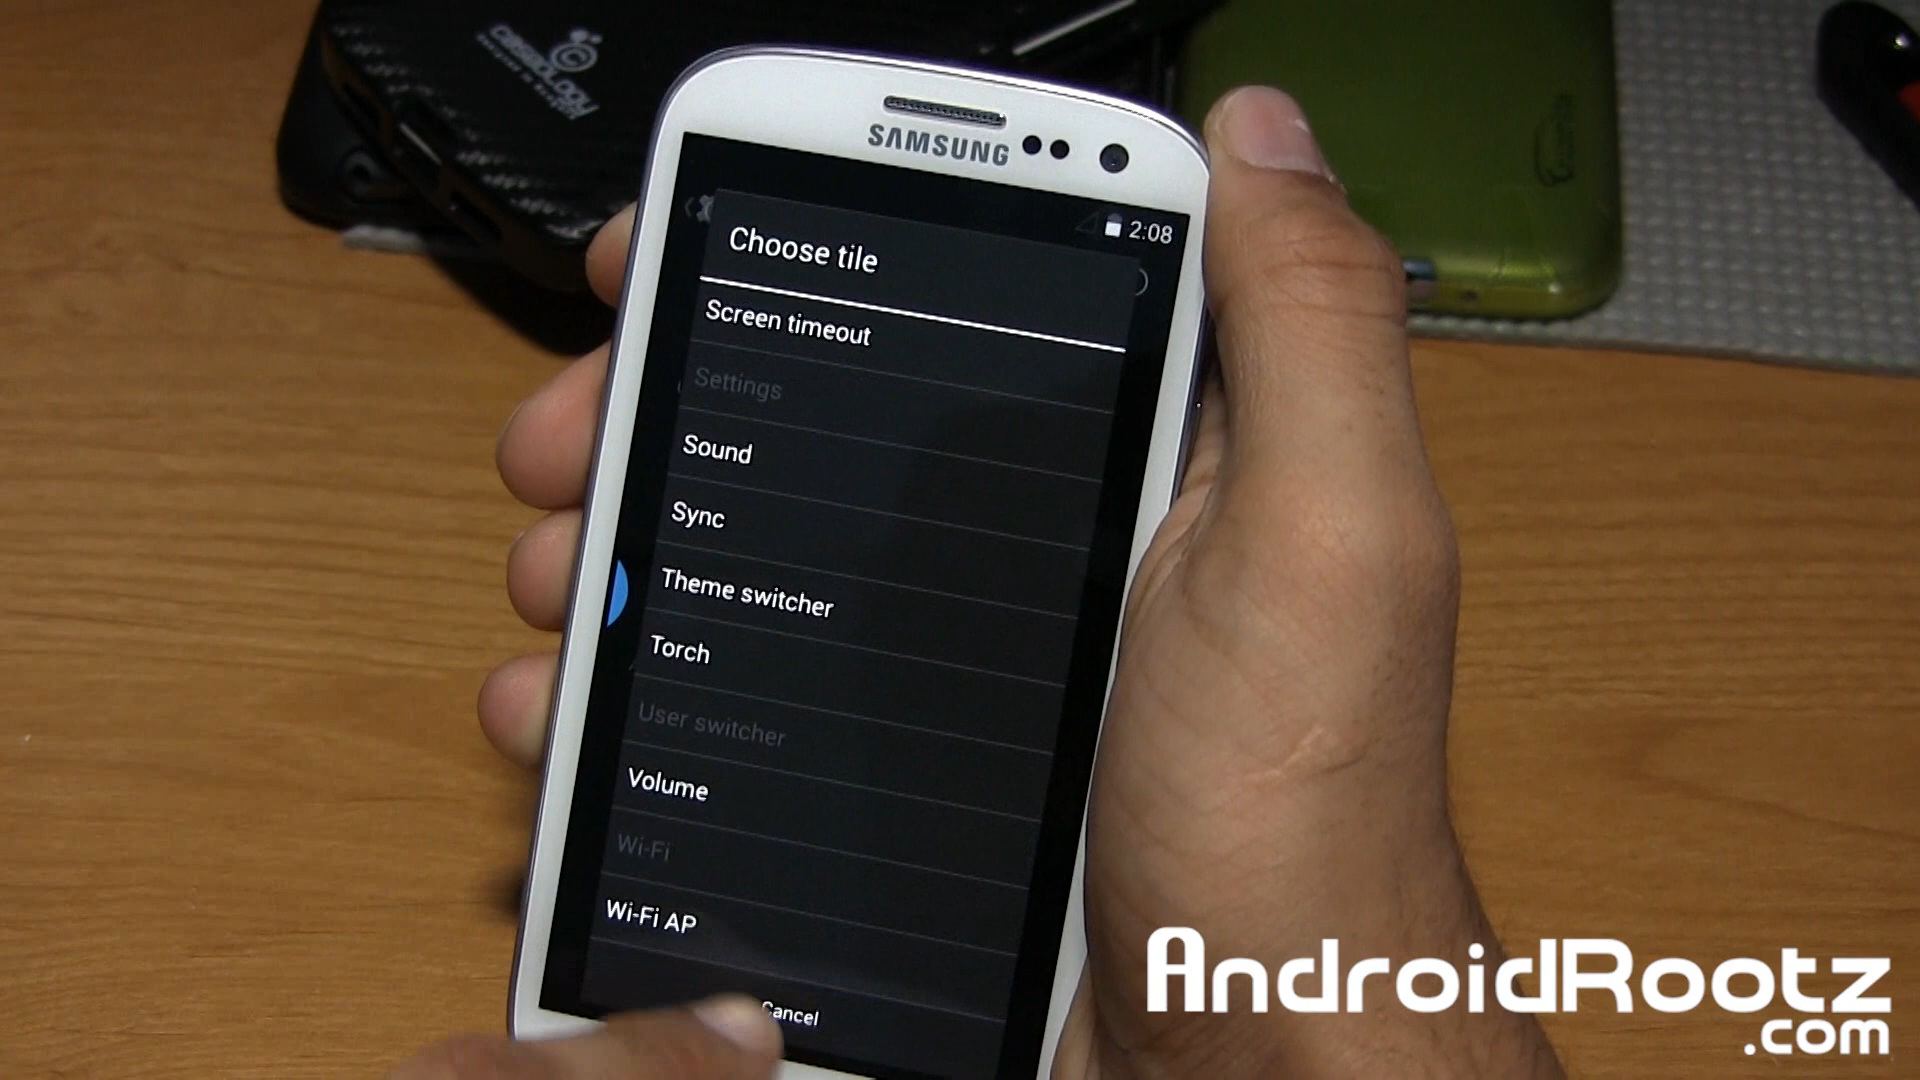 caseology
SAMSUNG
2:08
Choose tile
Screen timeout
Settings
Sound
Sync
Theme switcher
Torch
User switcher
Volume
Wi-Fi
Wi-Fi AP
Cancel
AndroidRootz
.com